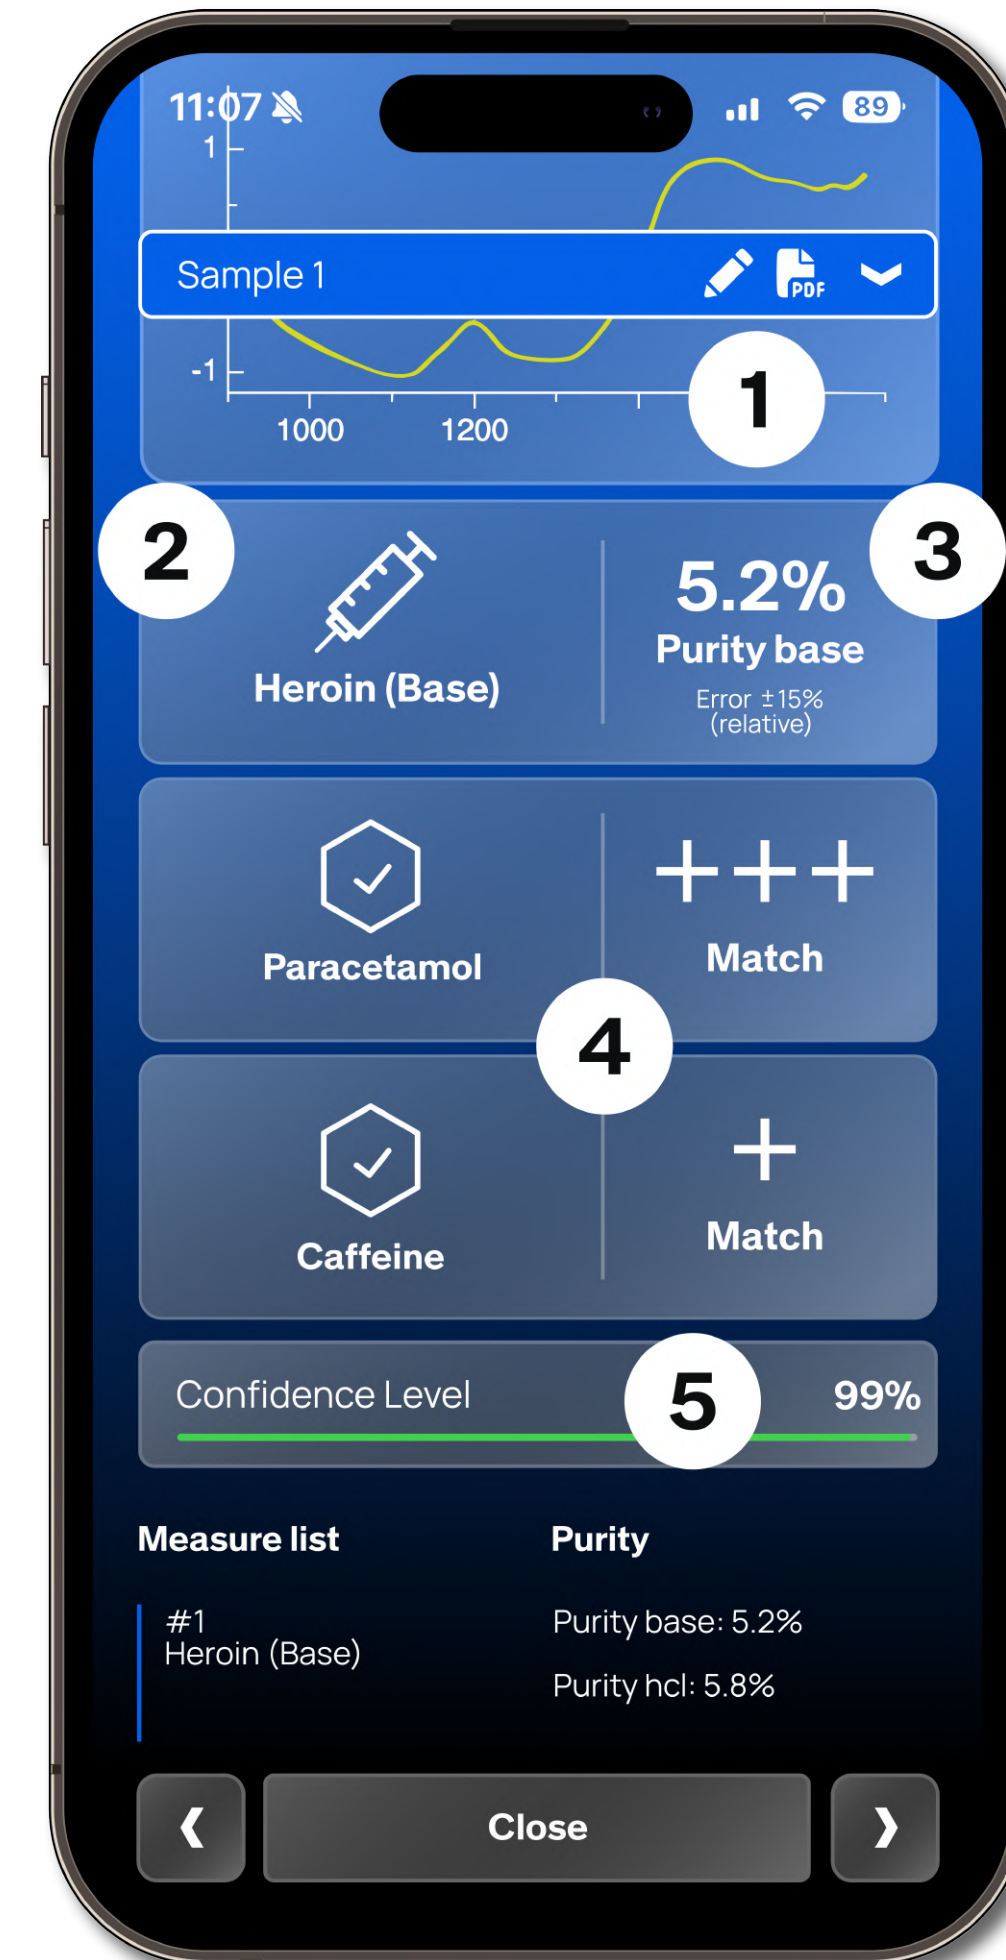 11:07
89
1
Sample 1
PDF
-1
1000
1200
1
2
3
5.2%
Purity base
Error ±15%
(relative)
Heroin (Base)
+++
Match
Paracetamol
4
+
Match
Caffeine
Confidence Level
5
99%
Measure list
Purity
#1
Heroin (Base)
Purity base: 5.2%
Purity hcl: 5.8%
Close